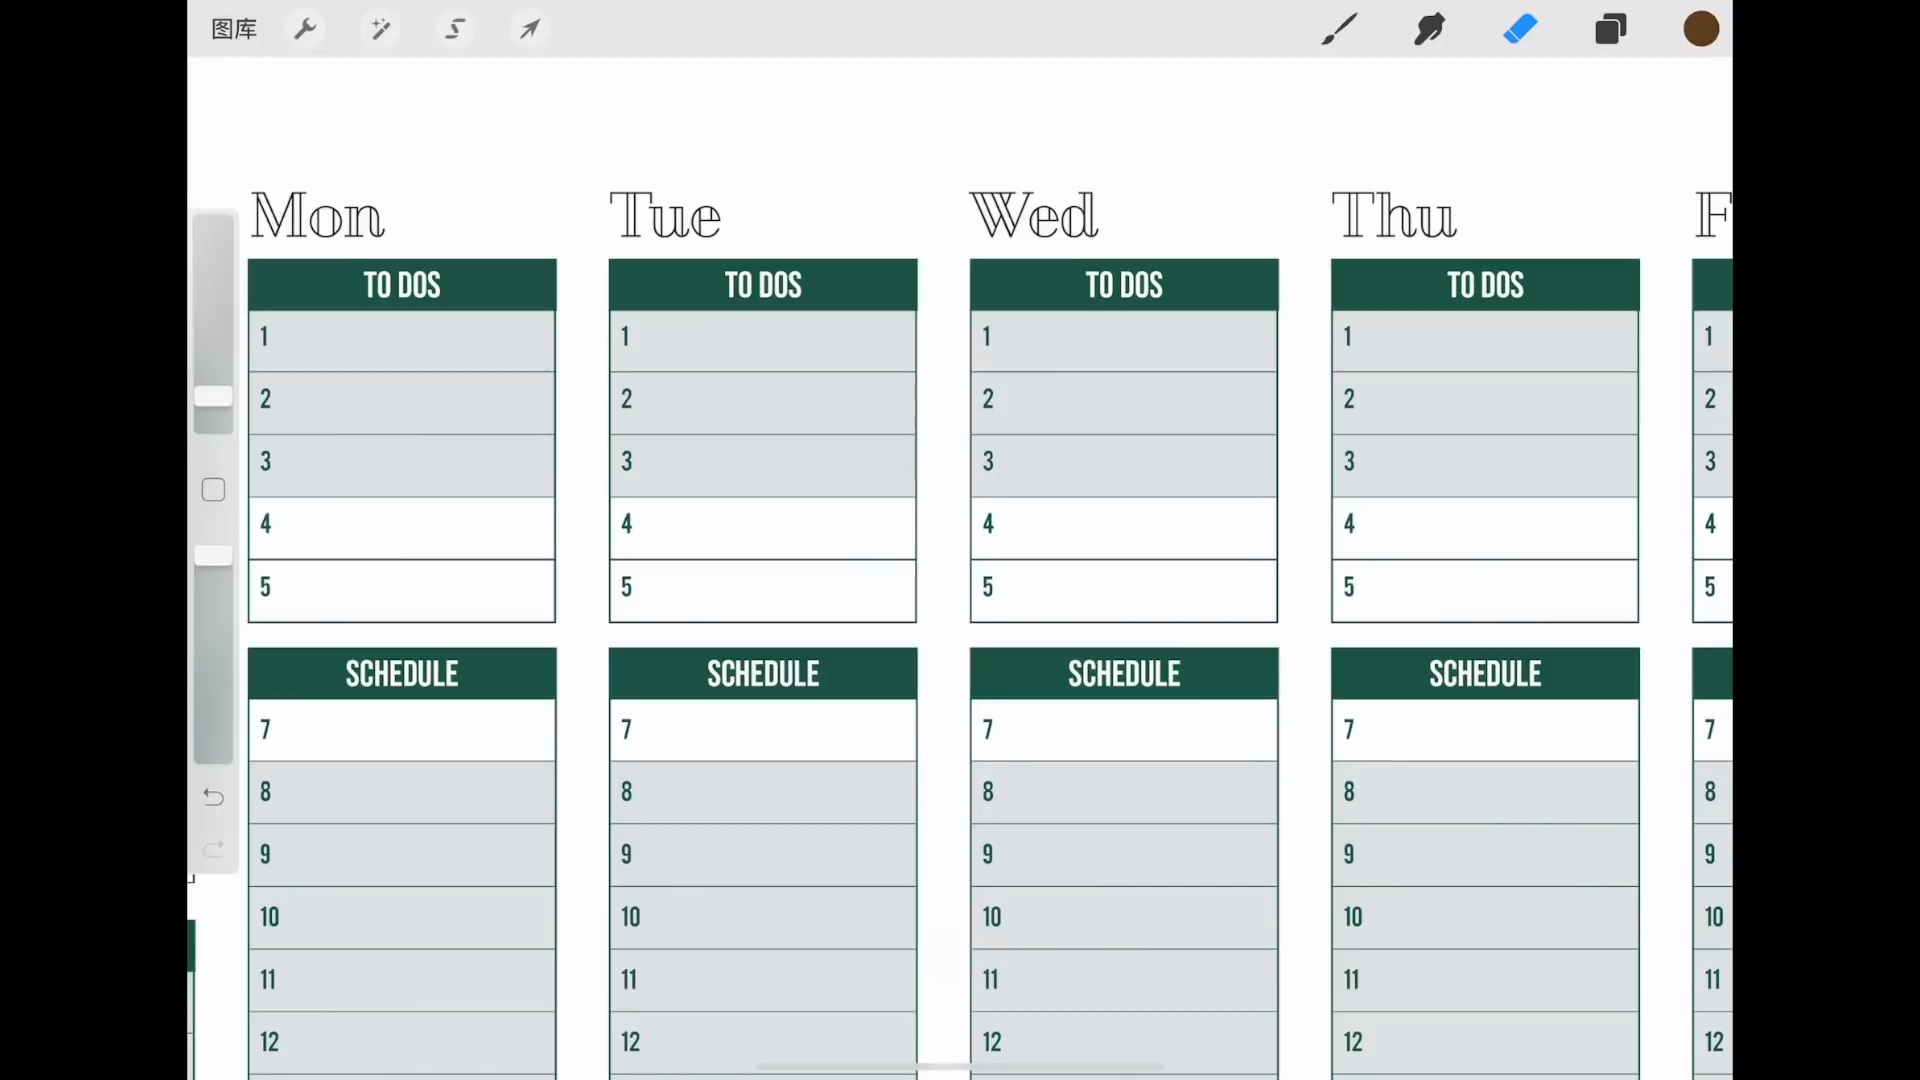 图库
Mon Tue Wed Thu F
TO DOS TO DOS TO DOS TO DOS
1 1 1 1 1
2 2 2 2 2
3 3 3 3 3
4 4 4 4 4
5 5 5 5 5
SCHEDULE SCHEDULE SCHEDULE SCHEDULE
7 7 7 7 7
8 8 8 8 8
9 9 9 9 9
10 10 10 10 10
11 11 11 11 11
12 12 12 12 12